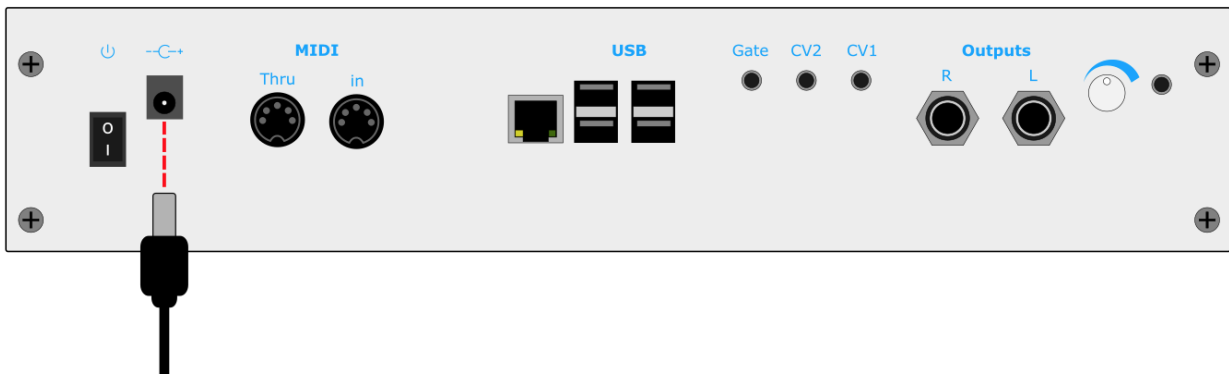 MIDI
Thru
in
USB
Gate
CV2
CV1
Outputs
R
L
O
I